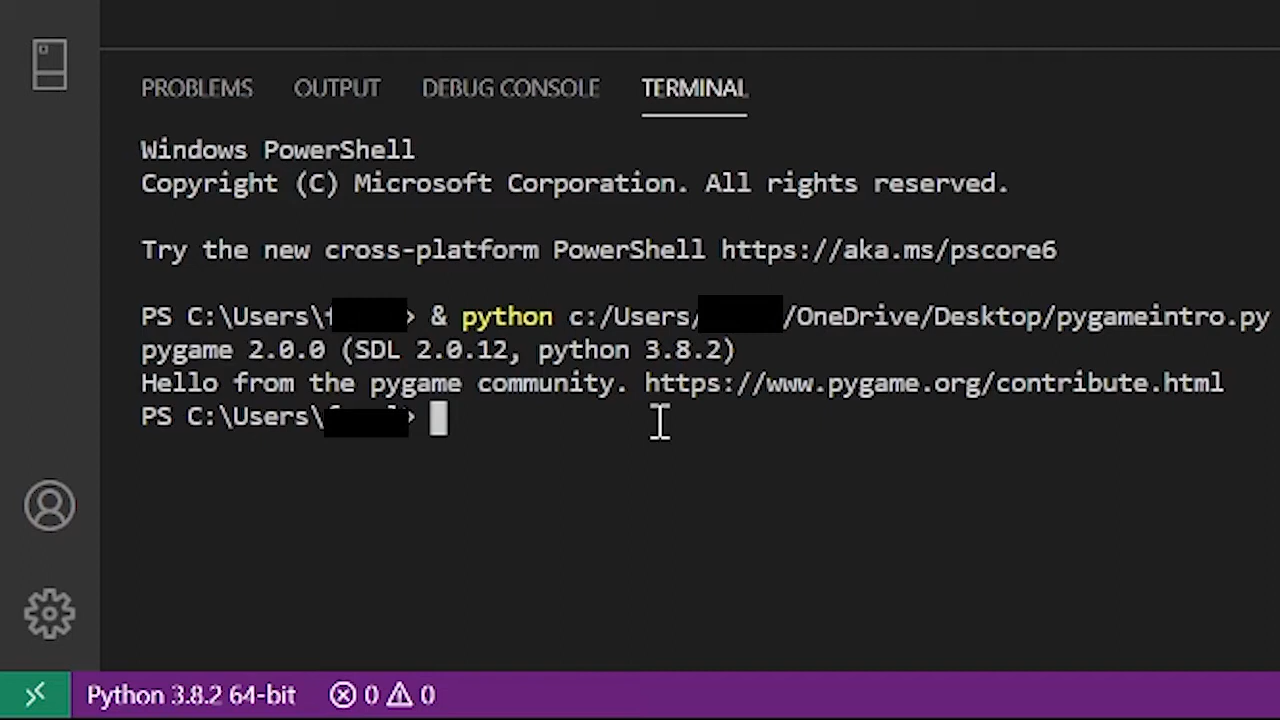 PROBLEMS OUTPUT DEBUG CONSOLE TERMINAL
Windows PowerShell
Copyright (C) Microsoft Corporation. All rights reserved.
Try the new cross-platform PowerShell https://aka.ms/pscore6
PS C:\Users\ > & python c:/Users/ /OneDrive/Desktop/pygameintro.py
pygame 2.0.0 (SDL 2.0.12, python 3.8.2)
Hello from the pygame community. https://www.pygame.org/contribute.html
PS C:\Users\ >
Python 3.8.2 64-bit 0 0